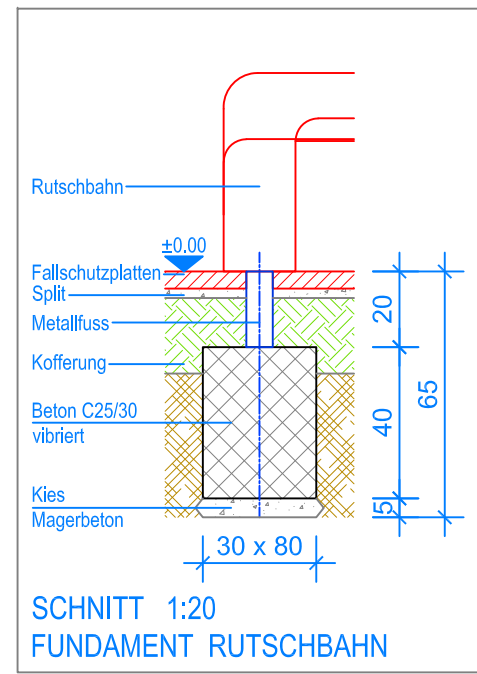 Rutschbahn
±0.00
Fallschutzplatten
Split
Metallfuss
Kofferung
Beton C25/30
vibriert
Kies
Magerbeton
20
40
5
65
30 x 80
SCHNITT 1:20
FUNDAMENT RUTSCHBAHN